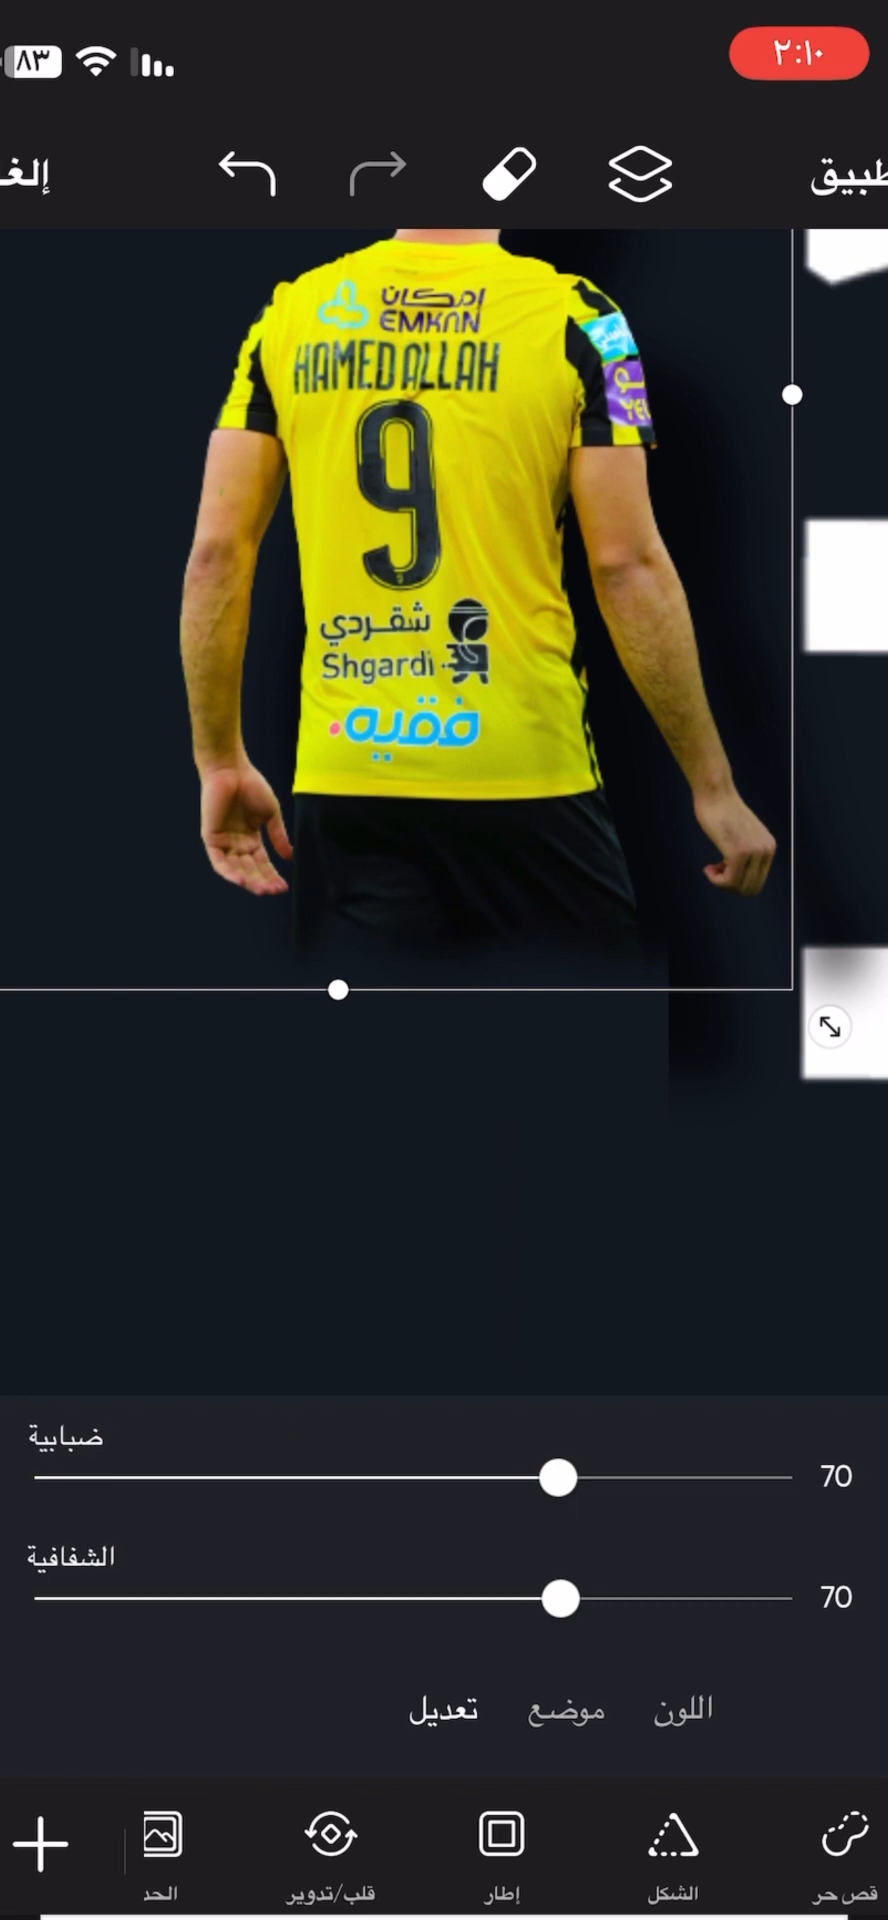 ٨٣
٢:١٠
إلغ
طبيق
امكان
EMKAN
HAMEDALLAH
9
شقردي
Shgardi
فقيه
ضبابية
70
الشفافية
70
تعديل
موضع
اللون
الحد
قلب/تدوير
إطار
الشكل
قص حر